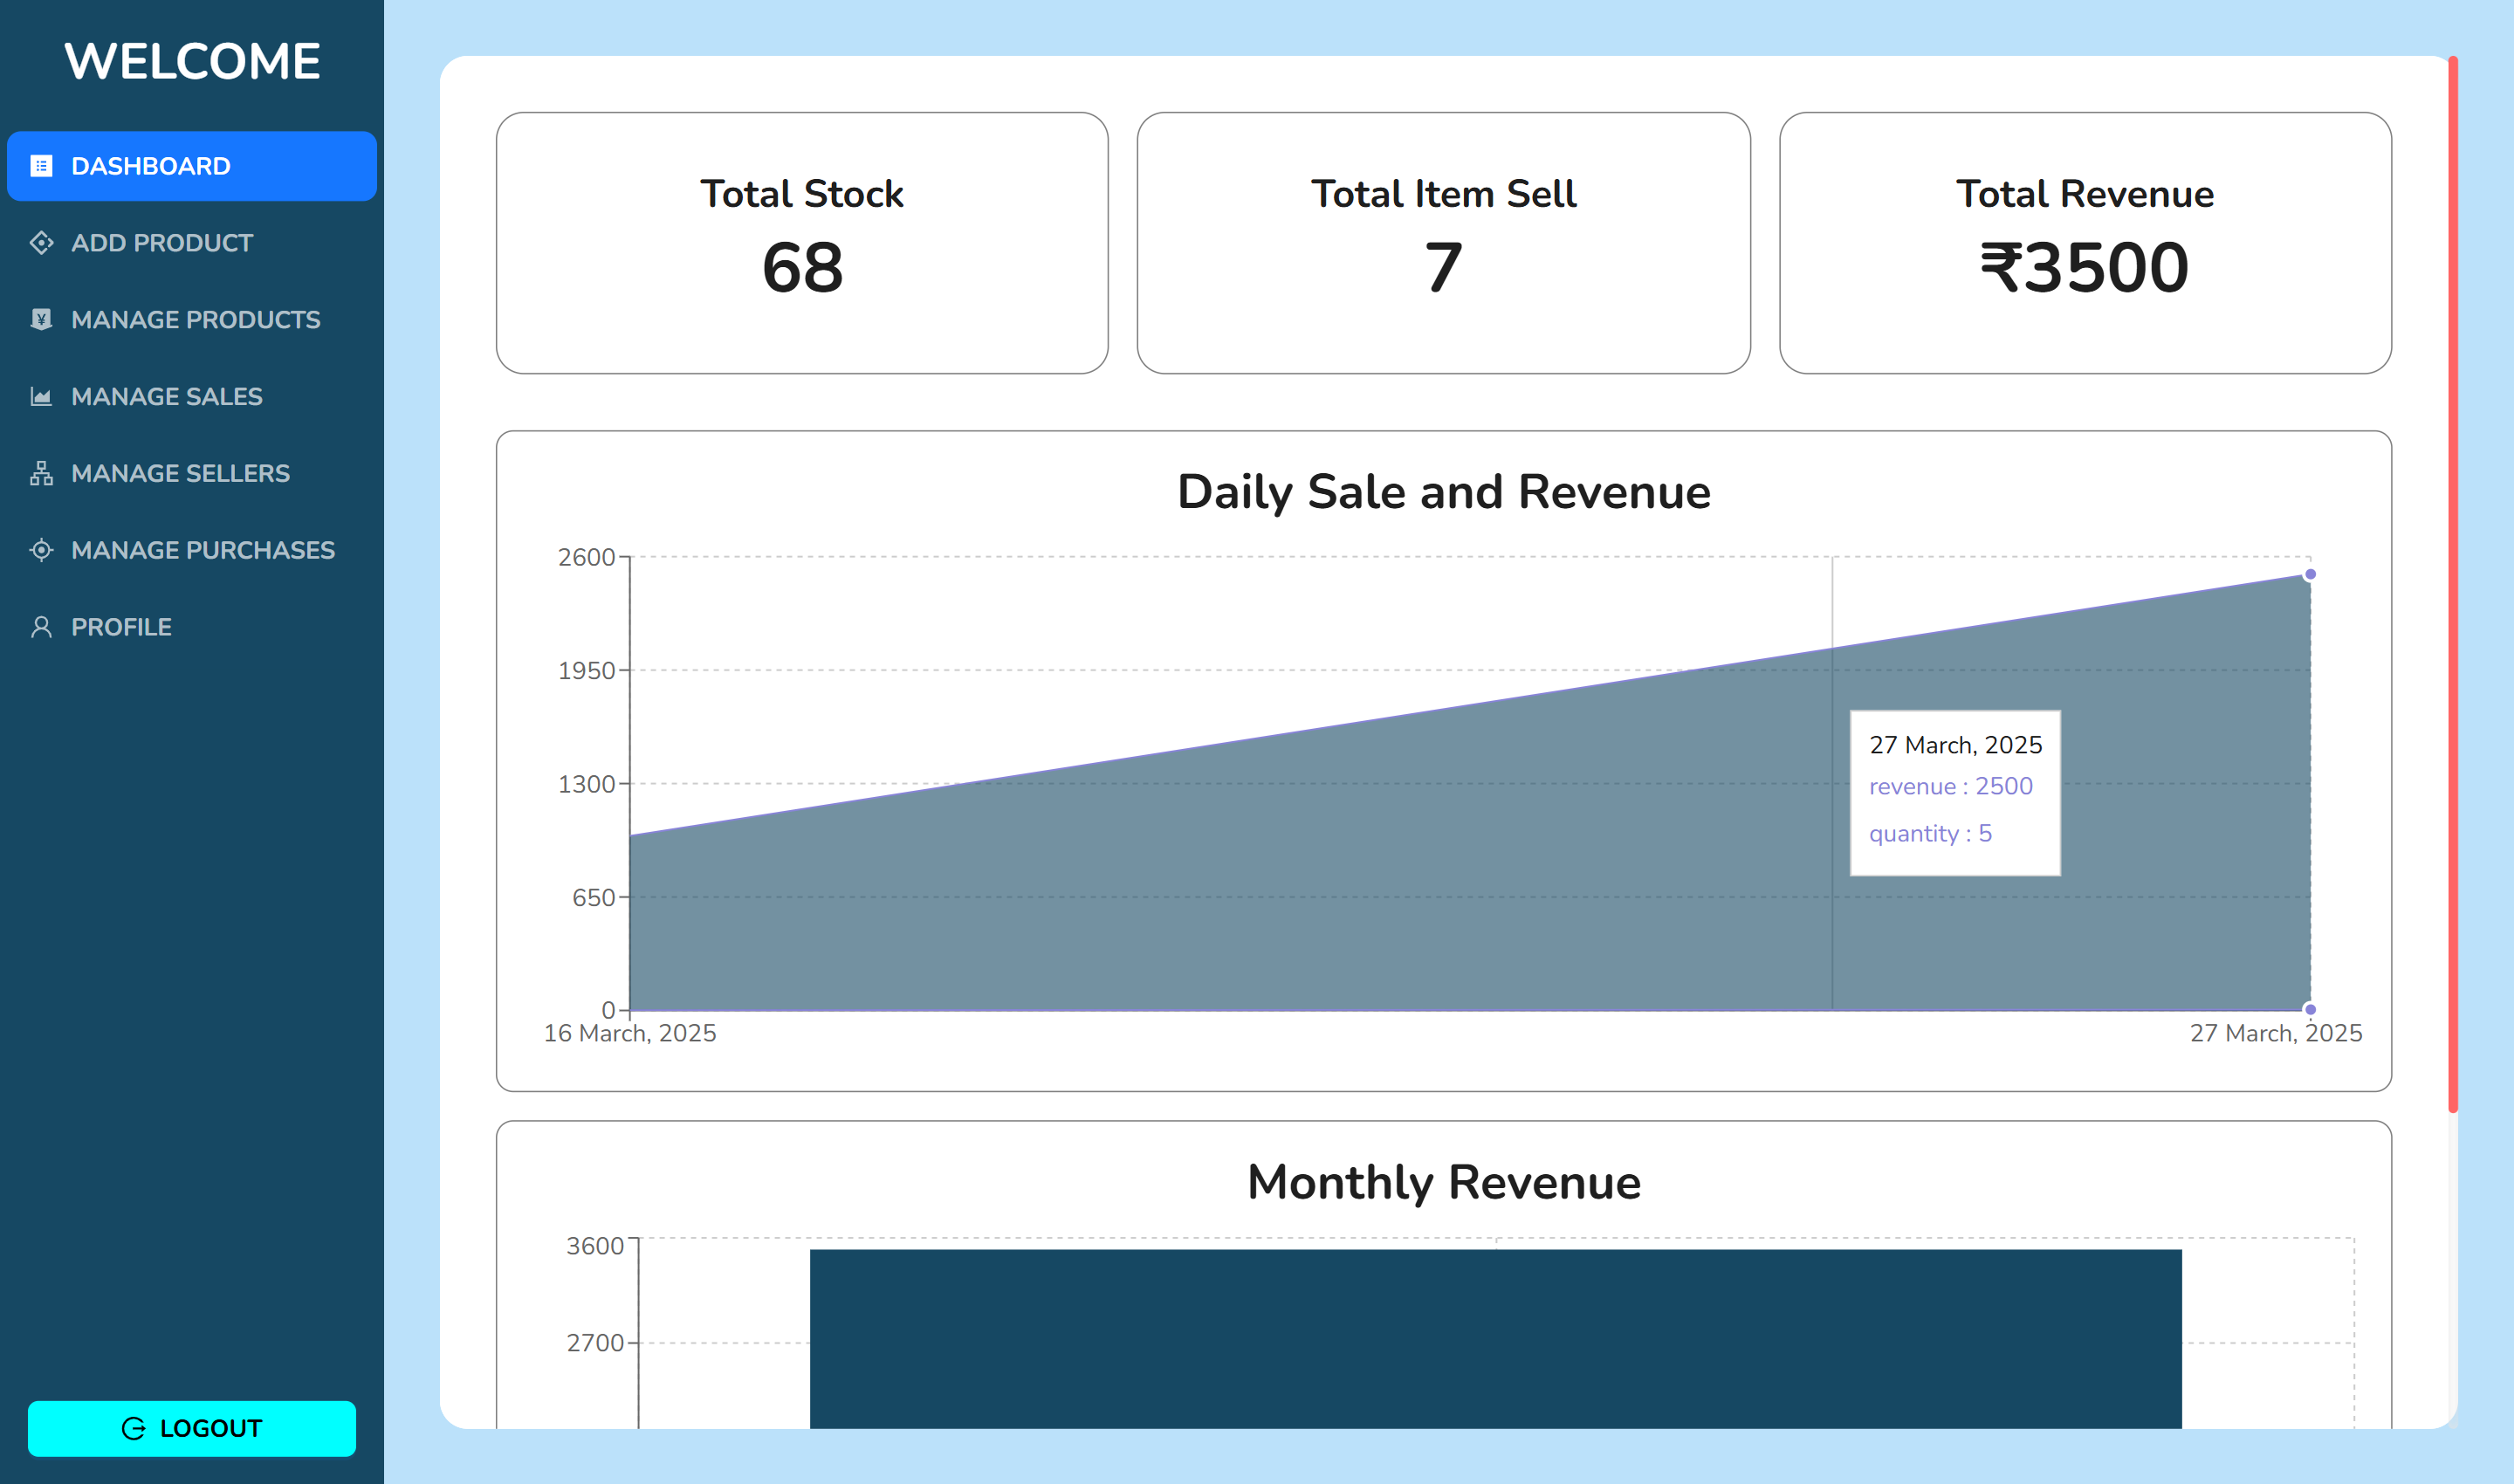 WELCOME
DASHBOARD
ADD PRODUCT
MANAGE PRODUCTS
MANAGE SALES
MANAGE SELLERS
MANAGE PURCHASES
PROFILE
LOGOUT
Total Stock
68
Total Item Sell
7
Total Revenue
₹3500
Daily Sale and Revenue
2600
1950
1300
650
0
16 March, 2025
27 March, 2025
27 March, 2025
revenue : 2500
quantity : 5
Monthly Revenue
3600
2700